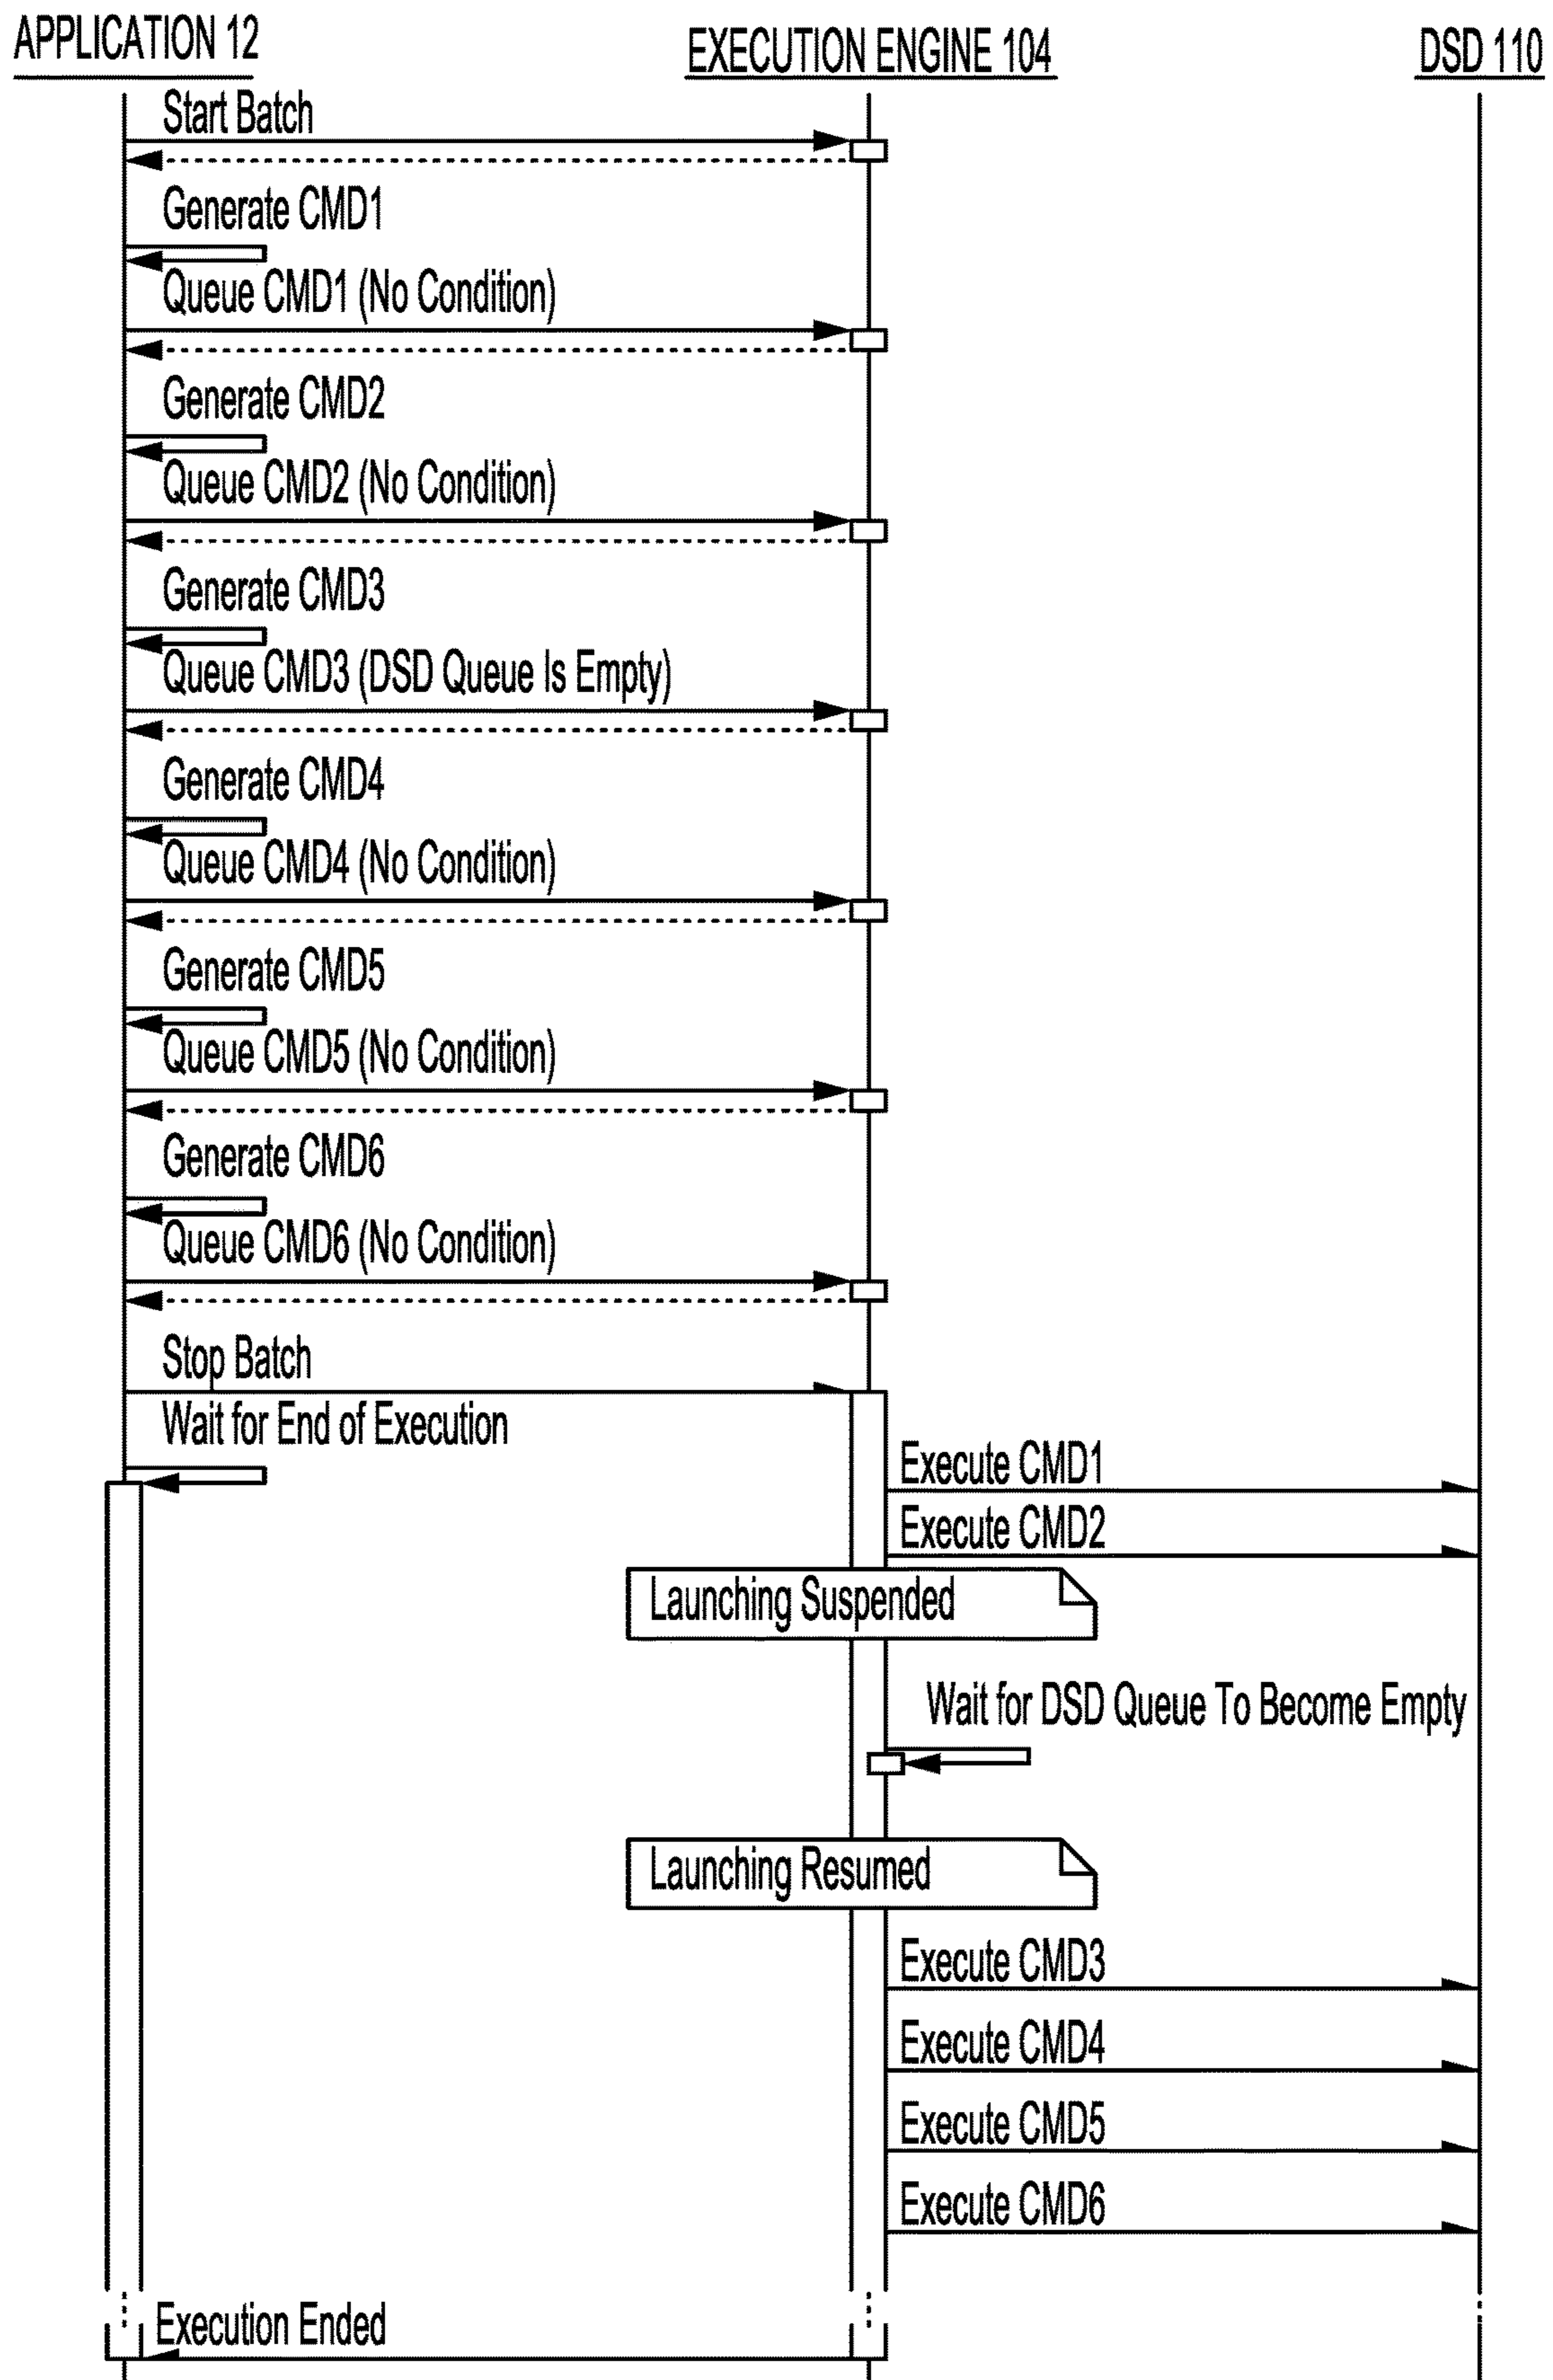 APPLICATION 12
EXECUTION ENGINE 104
DSD 110
Start Batch
Generate CMD1
Queue CMD1 (No Condition)
Generate CMD2
Queue CMD2 (No Condition)
Generate CMD3
Queue CMD3 (DSD Queue Is Empty)
Generate CMD4
Queue CMD4 (No Condition)
Generate CMD5
Queue CMD5 (No Condition)
Generate CMD6
Queue CMD6 (No Condition)
Stop Batch
Wait for End of Execution
Execute CMD1
Execute CMD2
Launching Suspended
Wait for DSD Queue To Become Empty
Launching Resumed
Execute CMD3
Execute CMD4
Execute CMD5
Execute CMD6
Execution Ended